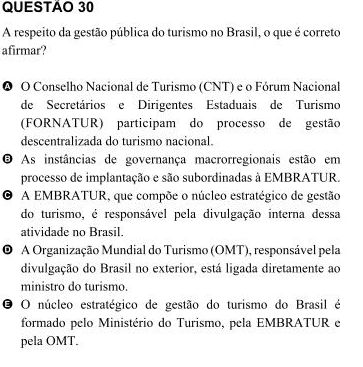 QUESTÃO 30
A respeito da gestão pública do turismo no Brasil, o que é correto
afirmar?
A O Conselho Nacional de Turismo (CNT) e o Fórum Nacional
de Secretários e Dirigentes Estaduais de Turismo
(FORNATUR) participam do processo de gestão
descentralizada do turismo nacional.
B As instâncias de governança macrorregionais estão em
processo de implantação e são subordinadas à EMBRATUR.
C A EMBRATUR, que compõe o núcleo estratégico de gestão
do turismo, é responsável pela divulgação interna dessa
atividade no Brasil.
D A Organização Mundial do Turismo (OMT), responsável pela
divulgação do Brasil no exterior, está ligada diretamente ao
ministro do turismo.
E O núcleo estratégico de gestão do turismo do Brasil é
formado pelo Ministério do Turismo, pela EMBRATUR e
pela OMT.